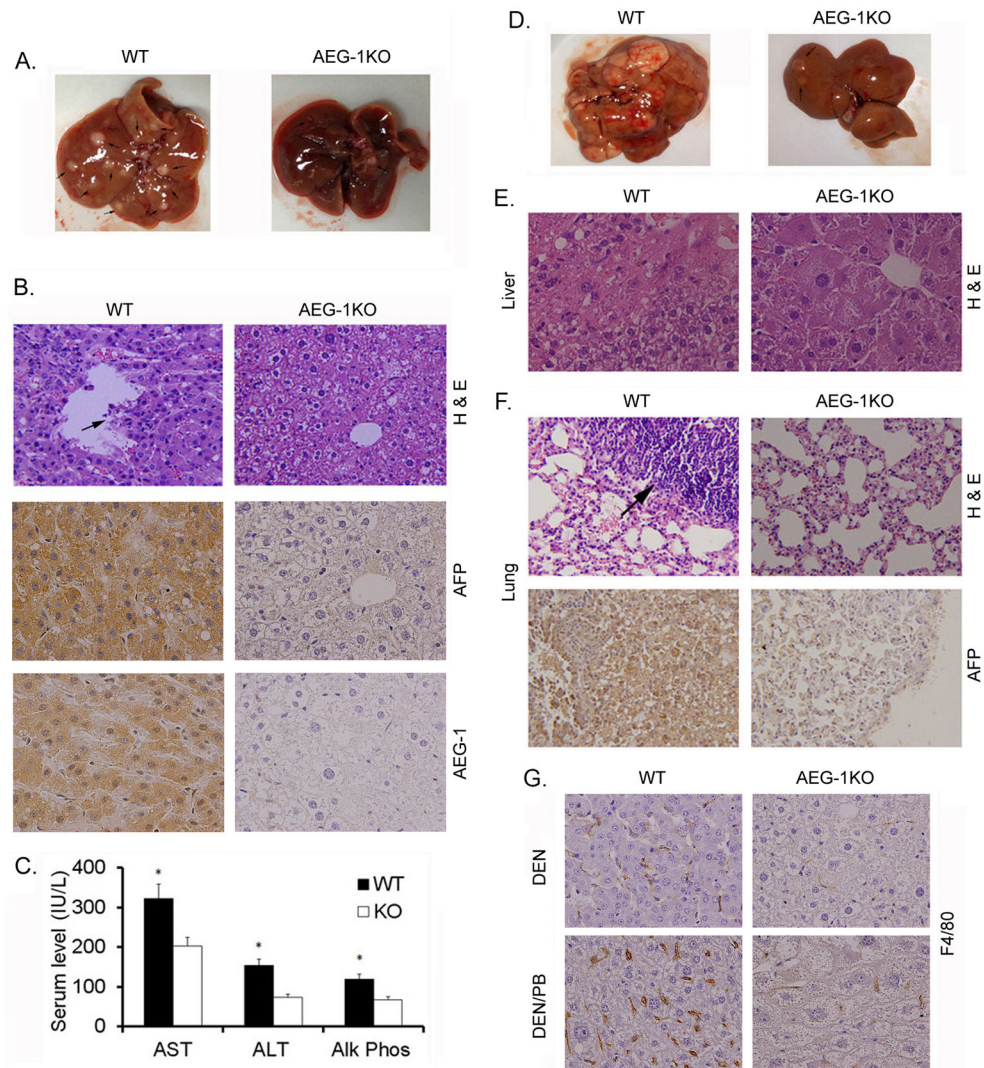 A.
WT AEG-1KO
B.
WT AEG-1KO
H & E
AFP
AEG-1
C.
Serum level (IU/L)
400
300
200
100
0
* * *
WT
KO
AST ALT Alk Phos
D.
WT AEG-1KO
E.
WT AEG-1KO
Liver
H & E
F.
WT AEG-1KO
Lung
H & E
AFP
G.
WT AEG-1KO
DEN
DEN/PB
F4/80